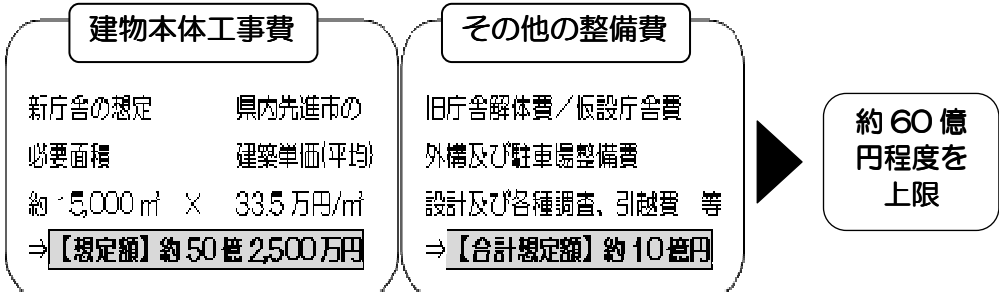 建物本体工事費
新庁舎の想定 県内先進市の
必要面積 建築単価(平均)
約15,000㎡ × 33.5万円/㎡
⇒【想定額】約50億2,500万円
その他の整備費
旧庁舎解体費/仮設庁舎費
外構及び駐車場整備費
設計及び各種調査、引越費 等
⇒【合計想定額】約10億円
約60億
円程度を
上限